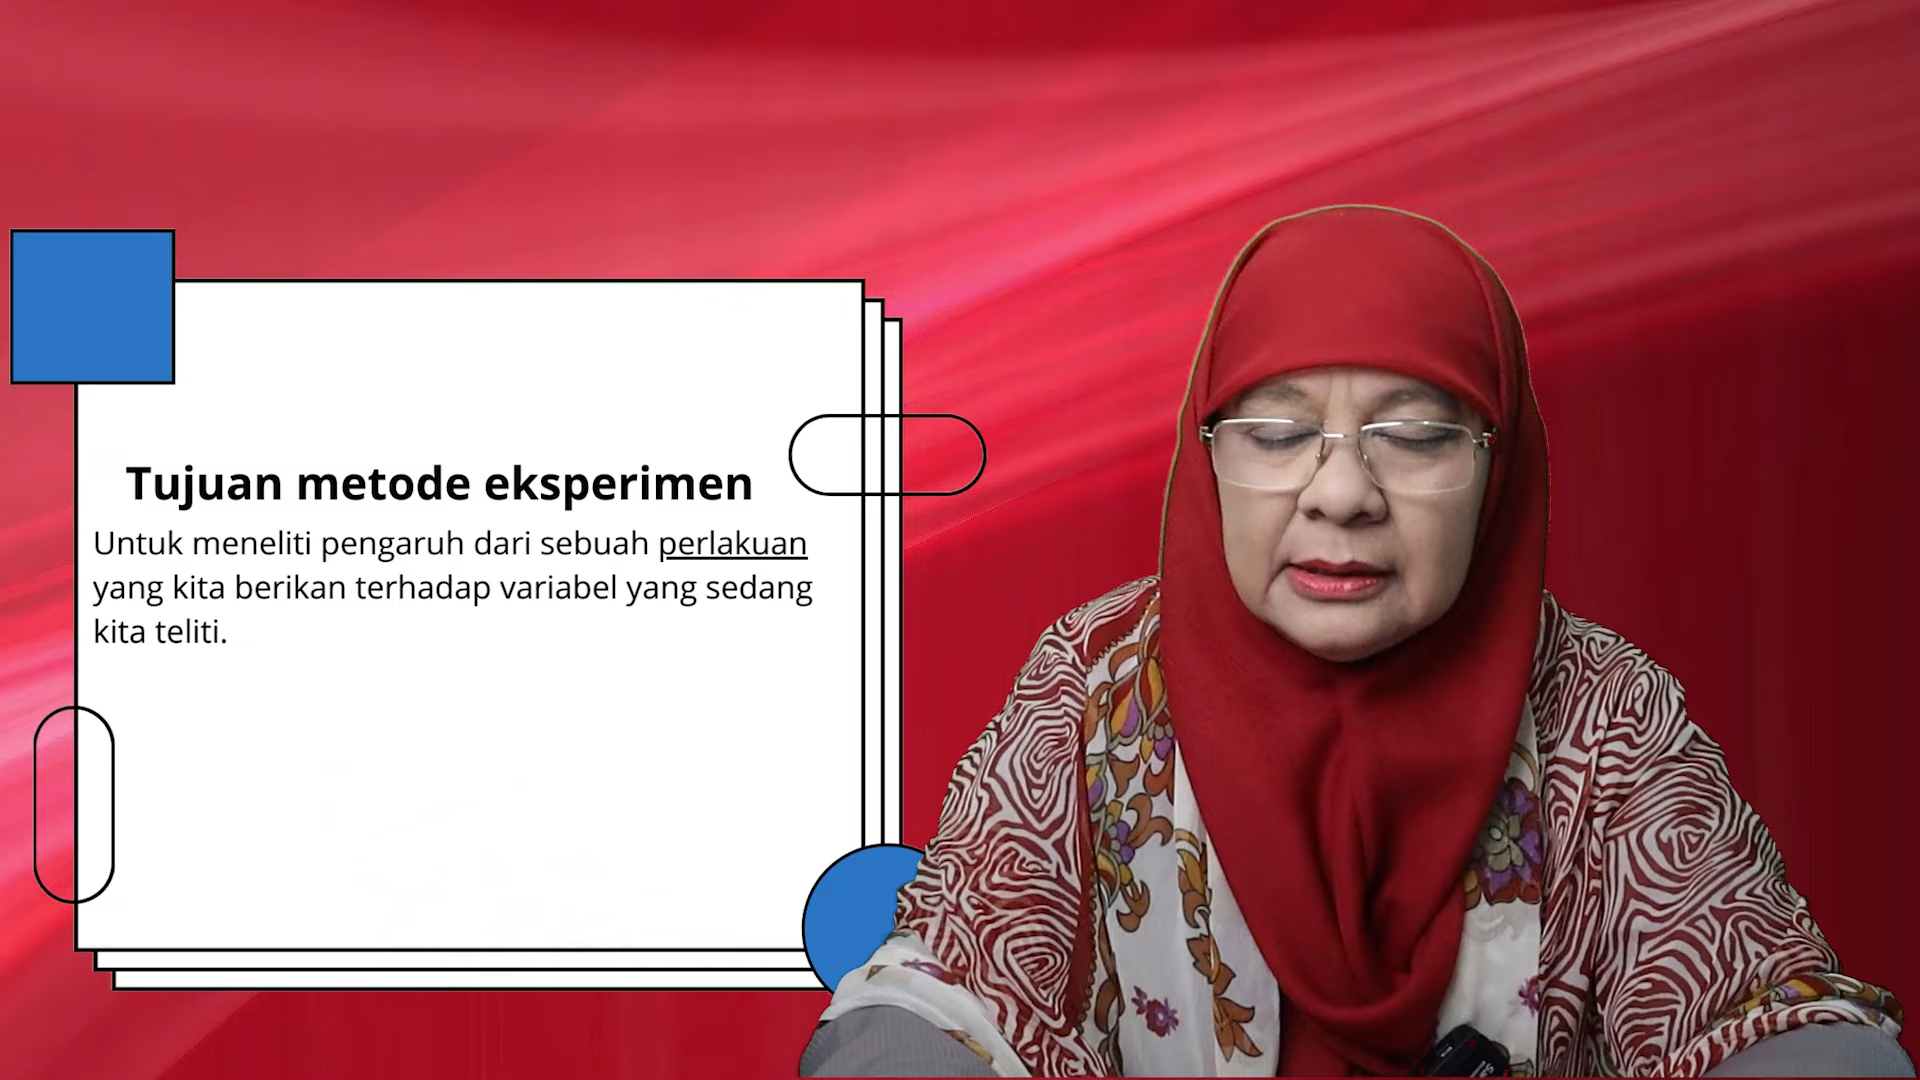 Tujuan metode eksperimen
Untuk meneliti pengaruh dari sebuah perlakuan
yang kita berikan terhadap variabel yang sedang
kita teliti.